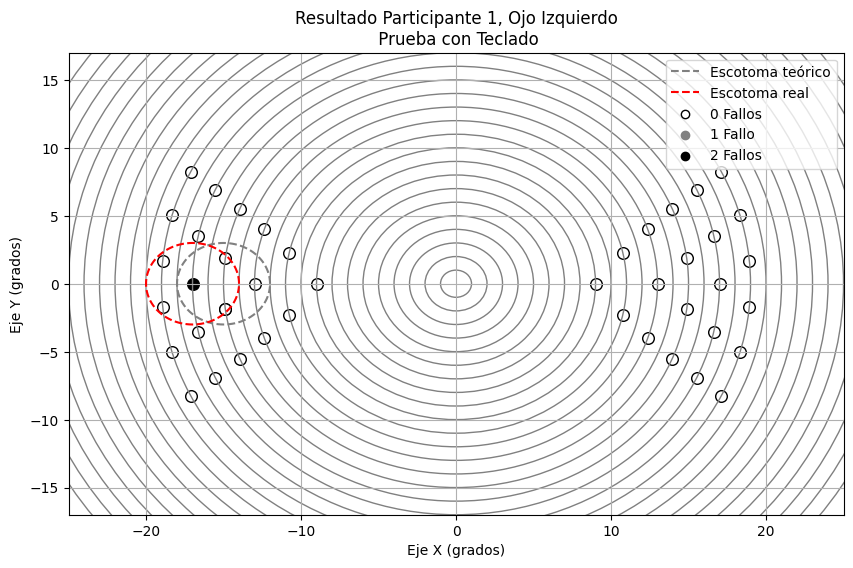 Resultado Participante 1, Ojo Izquierdo
Prueba con Teclado
Escotoma teórico
Escotoma real
0 Fallos
1 Fallo
2 Fallos
Eje Y (grados)
15
10
5
0
−5
−10
−15
−20
−10
0
10
20
Eje X (grados)